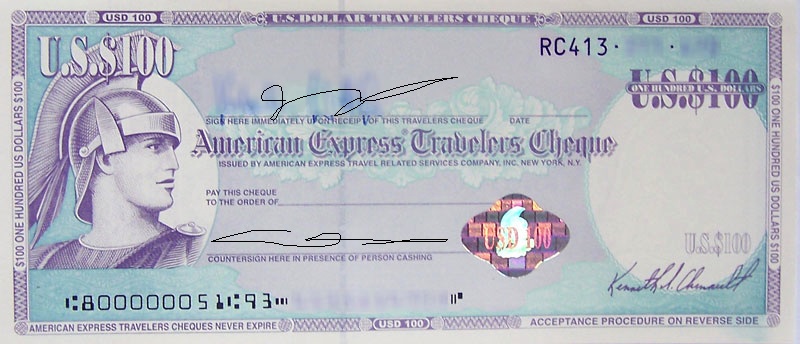 USD 100 U.S. DOLLAR TRAVELERS CHEQUE USD 100
U.S.$100
RC413·
U.S.$100
ONE HUNDRED U.S. DOLLARS
SIGN HERE IMMEDIATELY UPON RECEIPT OF THIS TRAVELERS CHEQUE DATE
American Express Travelers Cheque
ISSUED BY AMERICAN EXPRESS TRAVEL RELATED SERVICES COMPANY, INC. NEW YORK, N.Y.
PAY THIS CHEQUE
TO THE ORDER OF
USD 100
U.S.$100
COUNTERSIGN HERE IN PRESENCE OF PERSON CASHING
⑆800000051⑆93⑈
⑈
AMERICAN EXPRESS TRAVELERS CHEQUES NEVER EXPIRE USD 100 ACCEPTANCE PROCEDURE ON REVERSE SIDE
$100 ONE HUNDRED US DOLLARS $100
$100 ONE HUNDRED US DOLLARS $100